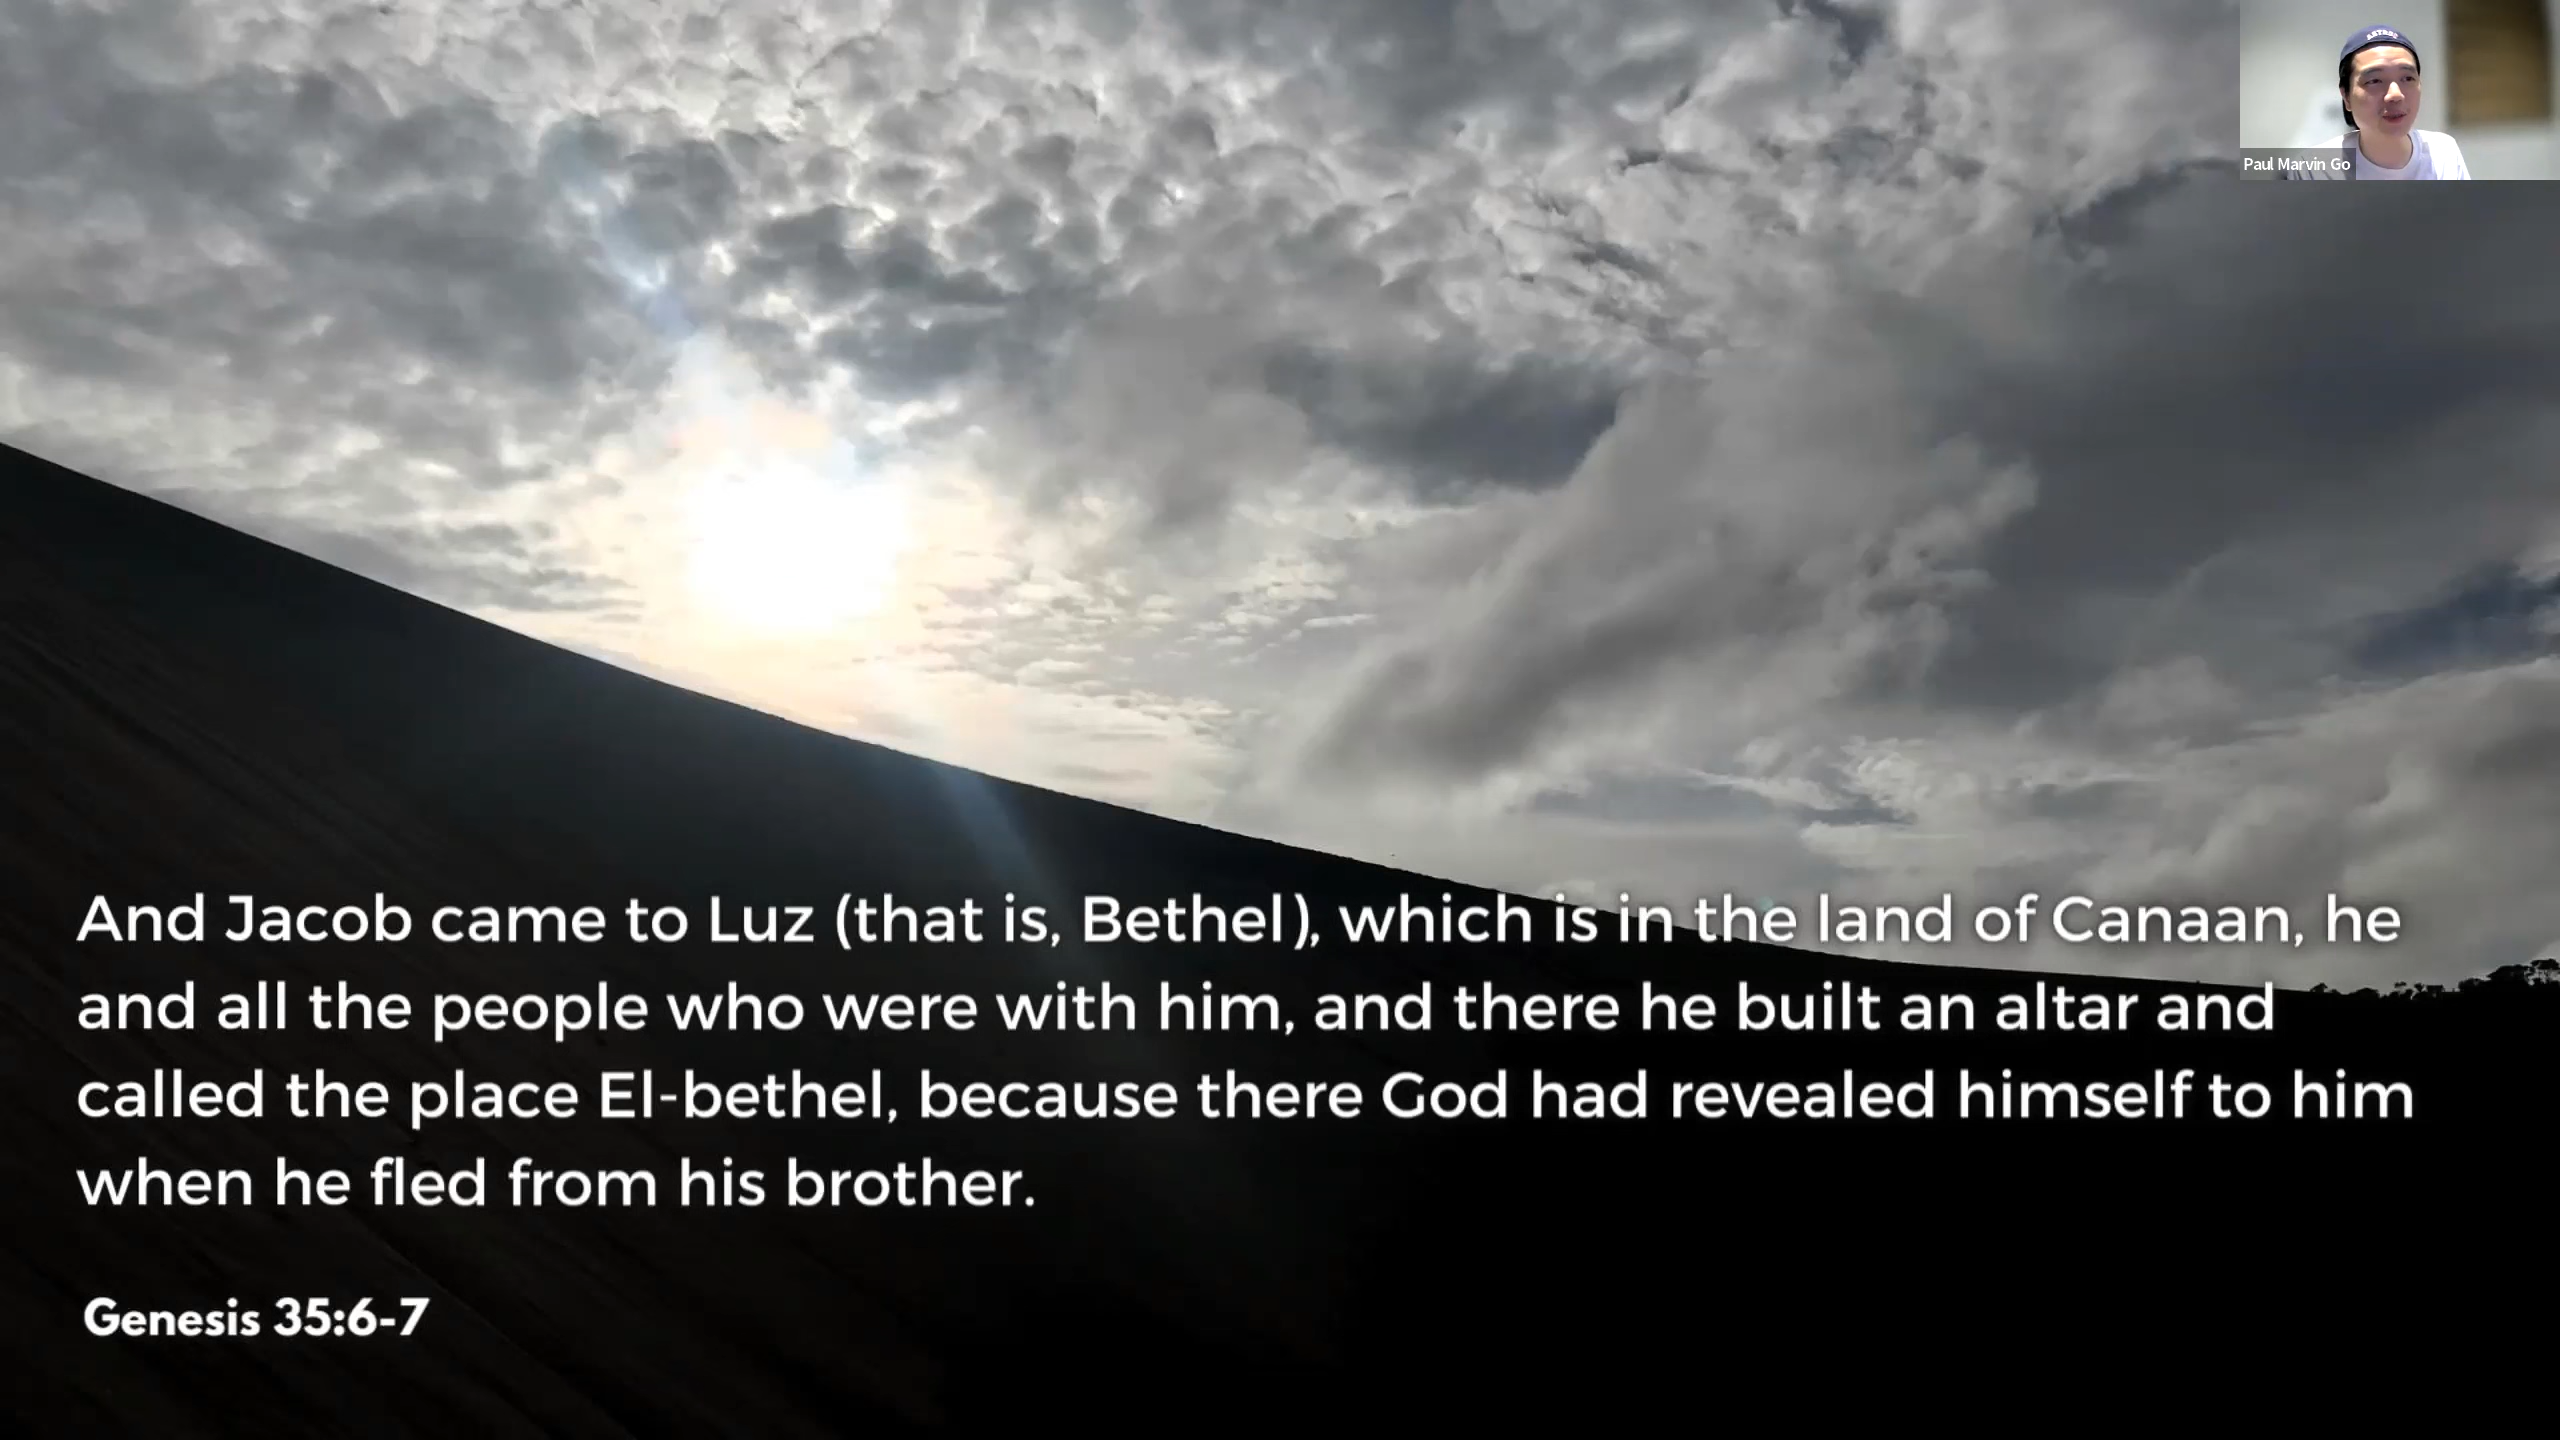 Paul Marvin Go
And Jacob came to Luz (that is, Bethel), which is in the land of Canaan, he
and all the people who were with him, and there he built an altar and
called the place El-bethel, because there God had revealed himself to him
when he fled from his brother.
Genesis 35:6-7